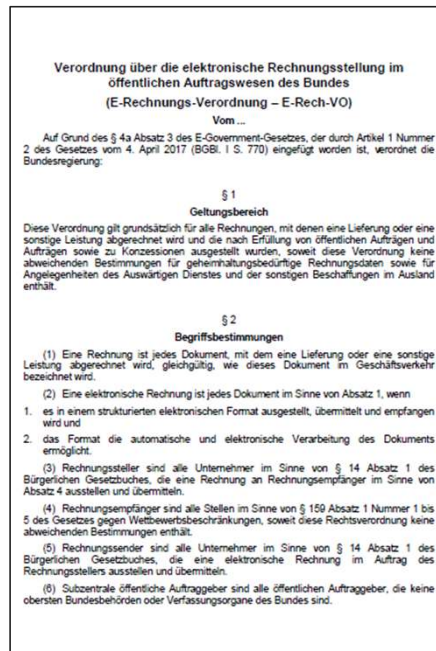 Verordnung über die elektronische Rechnungsstellung im
öffentlichen Auftragswesen des Bundes
(E-Rechnungs-Verordnung – E-Rech-VO)
Vom ...
Auf Grund des § 4a Absatz 3 des E-Government-Gesetzes, der durch Artikel 1 Nummer
2 des Gesetzes vom 4. April 2017 (BGBl. I S. 770) eingefügt worden ist, verordnet die
Bundesregierung:
§ 1
Geltungsbereich
Diese Verordnung gilt grundsätzlich für alle Rechnungen, mit denen eine Lieferung oder eine
sonstige Leistung abgerechnet wird und die nach Erfüllung von öffentlichen Aufträgen und
Aufträgen sowie zu Konzessionen ausgestellt wurden, soweit diese Verordnung keine
abweichenden Bestimmungen für geheimhaltungsbedürftige Rechnungsdaten sowie für
Angelegenheiten des Auswärtigen Dienstes und der sonstigen Beschaffungen im Ausland
enthält.
§ 2
Begriffsbestimmungen
(1) Eine Rechnung ist jedes Dokument, mit dem eine Lieferung oder eine sonstige
Leistung abgerechnet wird, gleichgültig, wie dieses Dokument im Geschäftsverkehr
bezeichnet wird.
(2) Eine elektronische Rechnung ist jedes Dokument im Sinne von Absatz 1, wenn
1. es in einem strukturierten elektronischen Format ausgestellt, übermittelt und empfangen
wird und
2. das Format die automatische und elektronische Verarbeitung des Dokuments
ermöglicht.
(3) Rechnungssteller sind alle Unternehmer im Sinne von § 14 Absatz 1 des
Bürgerlichen Gesetzbuches, die eine Rechnung an Rechnungsempfänger im Sinne von
Absatz 4 ausstellen und übermitteln.
(4) Rechnungsempfänger sind alle Stellen im Sinne von § 159 Absatz 1 Nummer 1 bis
5 des Gesetzes gegen Wettbewerbsbeschränkungen, soweit diese Rechtsverordnung keine
abweichenden Bestimmungen enthält.
(5) Rechnungssender sind alle Unternehmer im Sinne von § 14 Absatz 1 des
Bürgerlichen Gesetzbuches, die eine elektronische Rechnung im Auftrag des
Rechnungsstellers ausstellen und übermitteln.
(6) Subzentrale öffentliche Auftraggeber sind alle öffentlichen Auftraggeber, die keine
obersten Bundesbehörden oder Verfassungsorgane des Bundes sind.